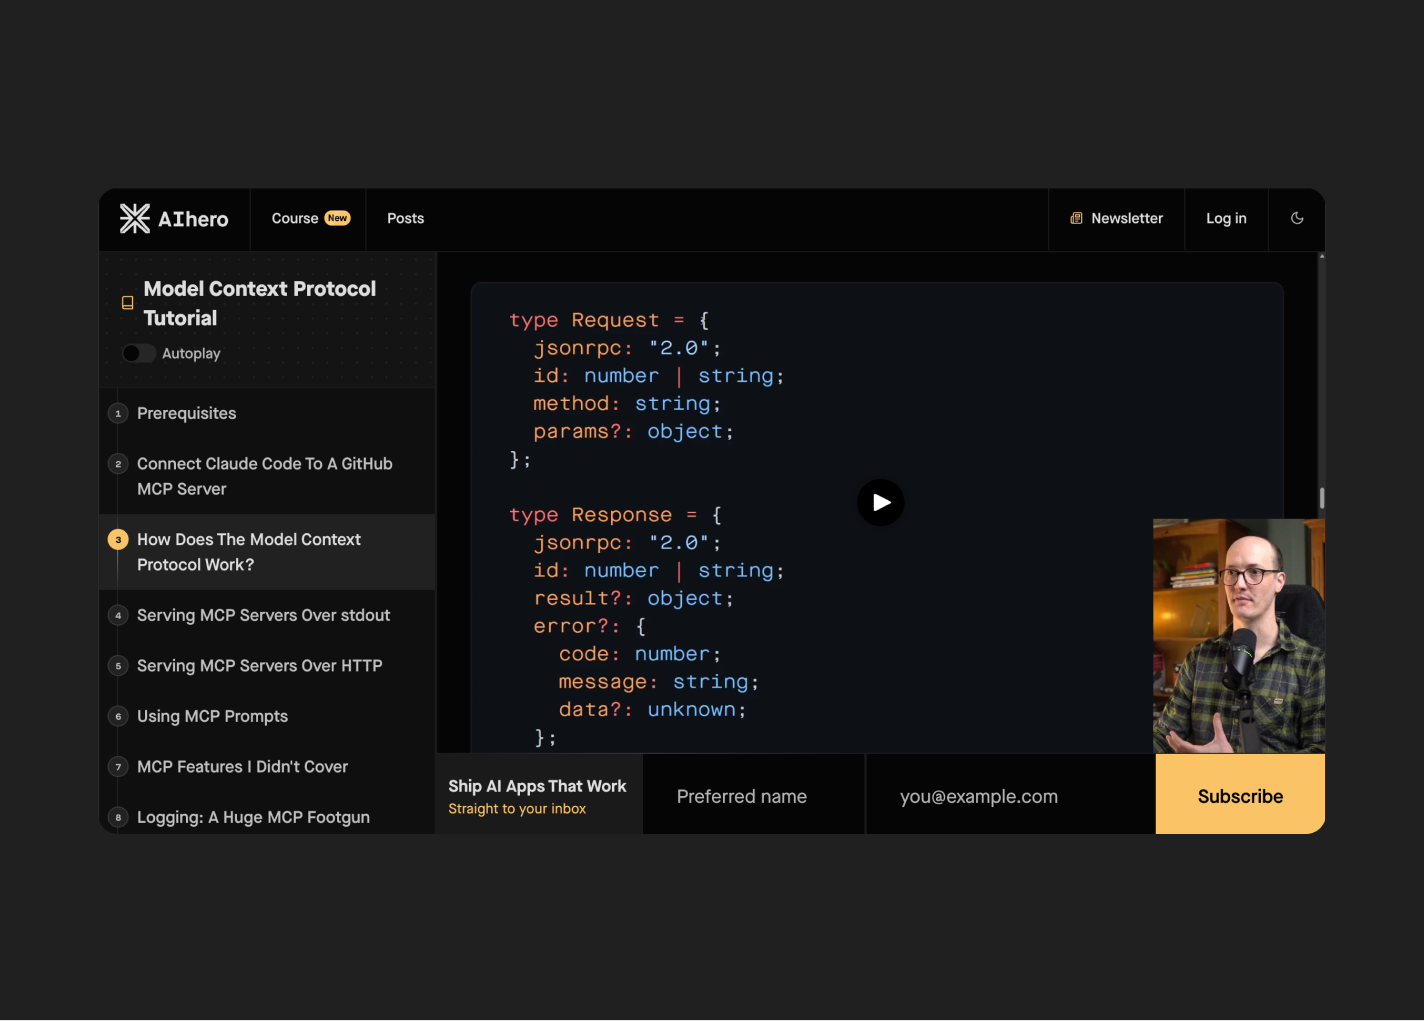 AIhero
Course New
Posts
Newsletter
Log in
Model Context Protocol
Tutorial
Autoplay
1 Prerequisites
2 Connect Claude Code To A GitHub
MCP Server
3 How Does The Model Context
Protocol Work?
4 Serving MCP Servers Over stdout
5 Serving MCP Servers Over HTTP
6 Using MCP Prompts
7 MCP Features I Didn't Cover
8 Logging: A Huge MCP Footgun
type Request = {
  jsonrpc: "2.0";
  id: number | string;
  method: string;
  params?: object;
};
type Response = {
  jsonrpc: "2.0";
  id: number | string;
  result?: object;
  error?: {
    code: number;
    message: string;
    data?: unknown;
  };
Ship AI Apps That Work
Straight to your inbox
Preferred name
you@example.com
Subscribe